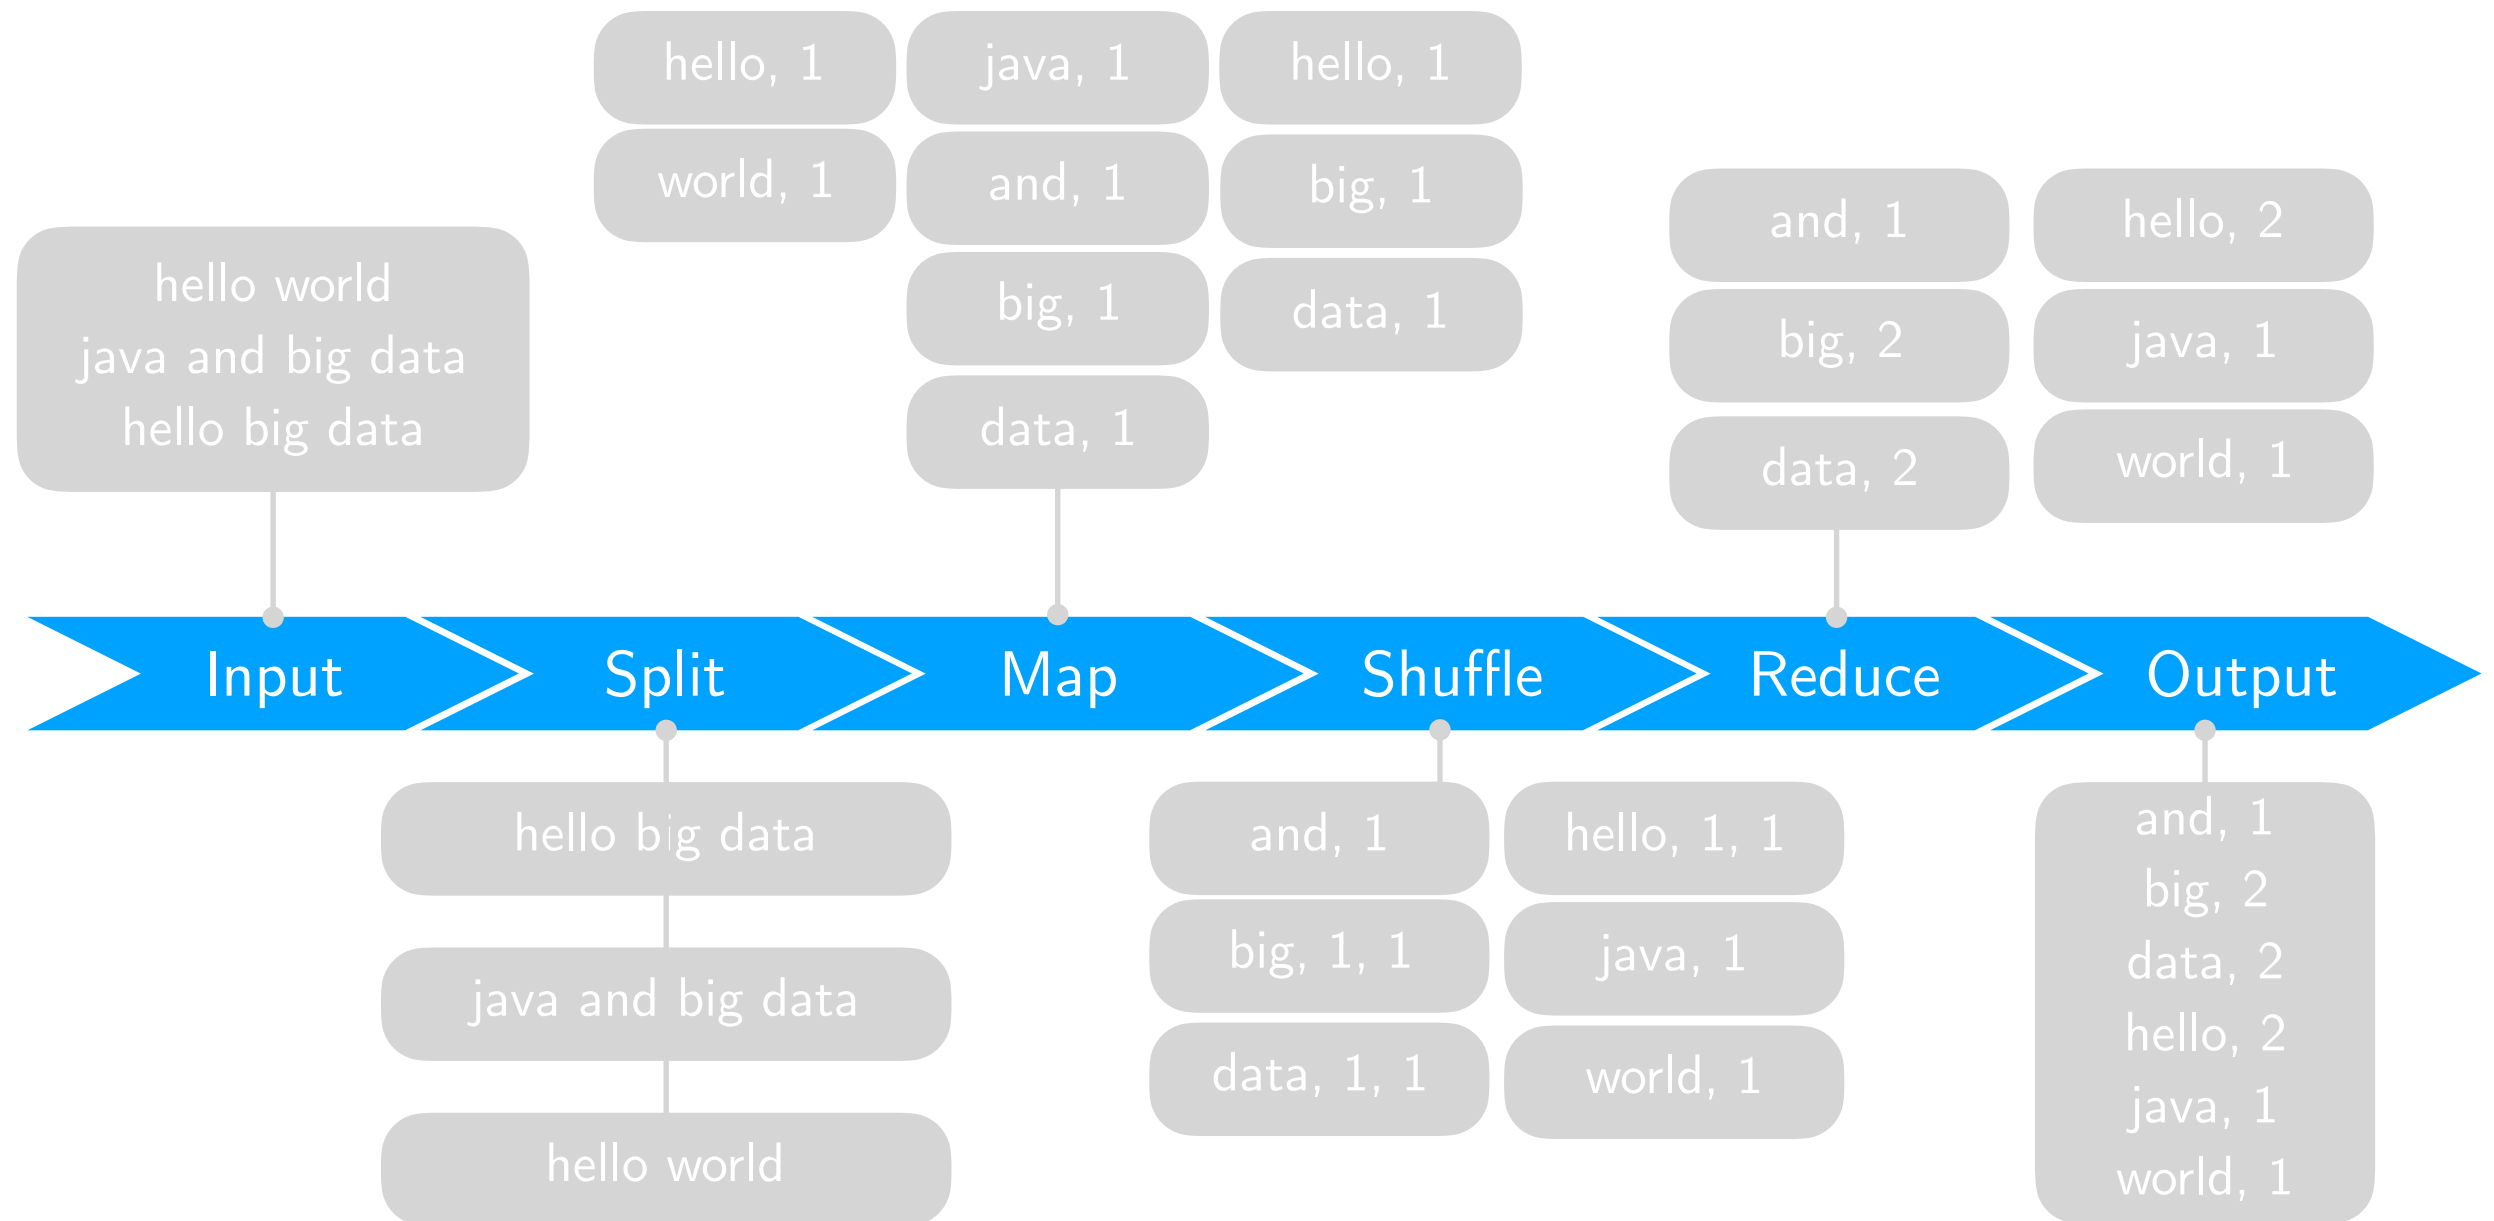 hello world
java and big data
hello big data
hello, 1
world, 1
java, 1
and, 1
big, 1
data, 1
hello, 1
big, 1
data, 1
and, 1
big, 2
data, 2
hello, 2
java, 1
world, 1
Input
Split
Map
Shuffle
Reduce
Output
hello big data
java and big data
hello world
and, 1
big, 1, 1
data, 1, 1
hello, 1, 1
java, 1
world, 1
and, 1
big, 2
data, 2
hello, 2
java, 1
world, 1